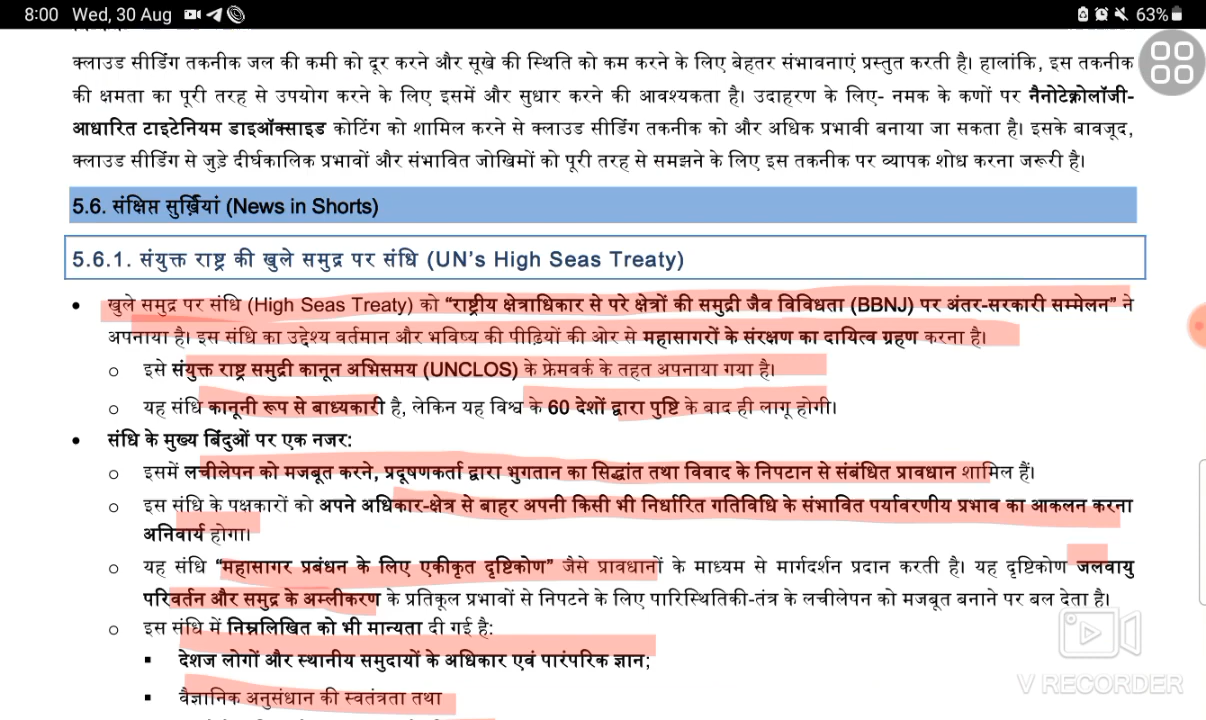 8:00 Wed, 30 Aug 63%
क्लाउड सीडिंग तकनीक जल की कमी को दूर करने और सूखे की स्थिति को कम करने के लिए बेहतर संभावनाएं प्रस्तुत करती है। हालांकि, इस तकनीक
की क्षमता का पूरी तरह से उपयोग करने के लिए इसमें और सुधार करने की आवश्यकता है। उदाहरण के लिए- नमक के कणों पर नैनोटेक्नोलॉजी-
आधारित टाइटेनियम डाइऑक्साइड कोटिंग को शामिल करने से क्लाउड सीडिंग तकनीक को और अधिक प्रभावी बनाया जा सकता है। इसके बावजूद,
क्लाउड सीडिंग से जुड़े दीर्घकालिक प्रभावों और संभावित जोखिमों को पूरी तरह से समझने के लिए इस तकनीक पर व्यापक शोध करना जरूरी है।
5.6. संक्षिप्त सुर्ख़ियां (News in Shorts)
5.6.1. संयुक्त राष्ट्र की खुले समुद्र पर संधि (UN's High Seas Treaty)
• खुले समुद्र पर संधि (High Seas Treaty) को "राष्ट्रीय क्षेत्राधिकार से परे क्षेत्रों की समुद्री जैव विविधता (BBNJ) पर अंतर-सरकारी सम्मेलन" ने
अपनाया है। इस संधि का उद्देश्य वर्तमान और भविष्य की पीढ़ियों की ओर से महासागरों के संरक्षण का दायित्व ग्रहण करना है।
o इसे संयुक्त राष्ट्र समुद्री कानून अभिसमय (UNCLOS) के फ्रेमवर्क के तहत अपनाया गया है।
o यह संधि कानूनी रूप से बाध्यकारी है, लेकिन यह विश्व के 60 देशों द्वारा पुष्टि के बाद ही लागू होगी।
• संधि के मुख्य बिंदुओं पर एक नजर:
o इसमें लचीलेपन को मजबूत करने, प्रदूषणकर्ता द्वारा भुगतान का सिद्धांत तथा विवाद के निपटान से संबंधित प्रावधान शामिल हैं।
o इस संधि के पक्षकारों को अपने अधिकार-क्षेत्र से बाहर अपनी किसी भी निर्धारित गतिविधि के संभावित पर्यावरणीय प्रभाव का आकलन करना
अनिवार्य होगा।
o यह संधि "महासागर प्रबंधन के लिए एकीकृत दृष्टिकोण" जैसे प्रावधानों के माध्यम से मार्गदर्शन प्रदान करती है। यह दृष्टिकोण जलवायु
परिवर्तन और समुद्र के अम्लीकरण के प्रतिकूल प्रभावों से निपटने के लिए पारिस्थितिकी-तंत्र के लचीलेपन को मजबूत बनाने पर बल देता है।
o इस संधि में निम्नलिखित को भी मान्यता दी गई है:
▪ देशज लोगों और स्थानीय समुदायों के अधिकार एवं पारंपरिक ज्ञान;
▪ वैज्ञानिक अनुसंधान की स्वतंत्रता तथा
V RECORDER